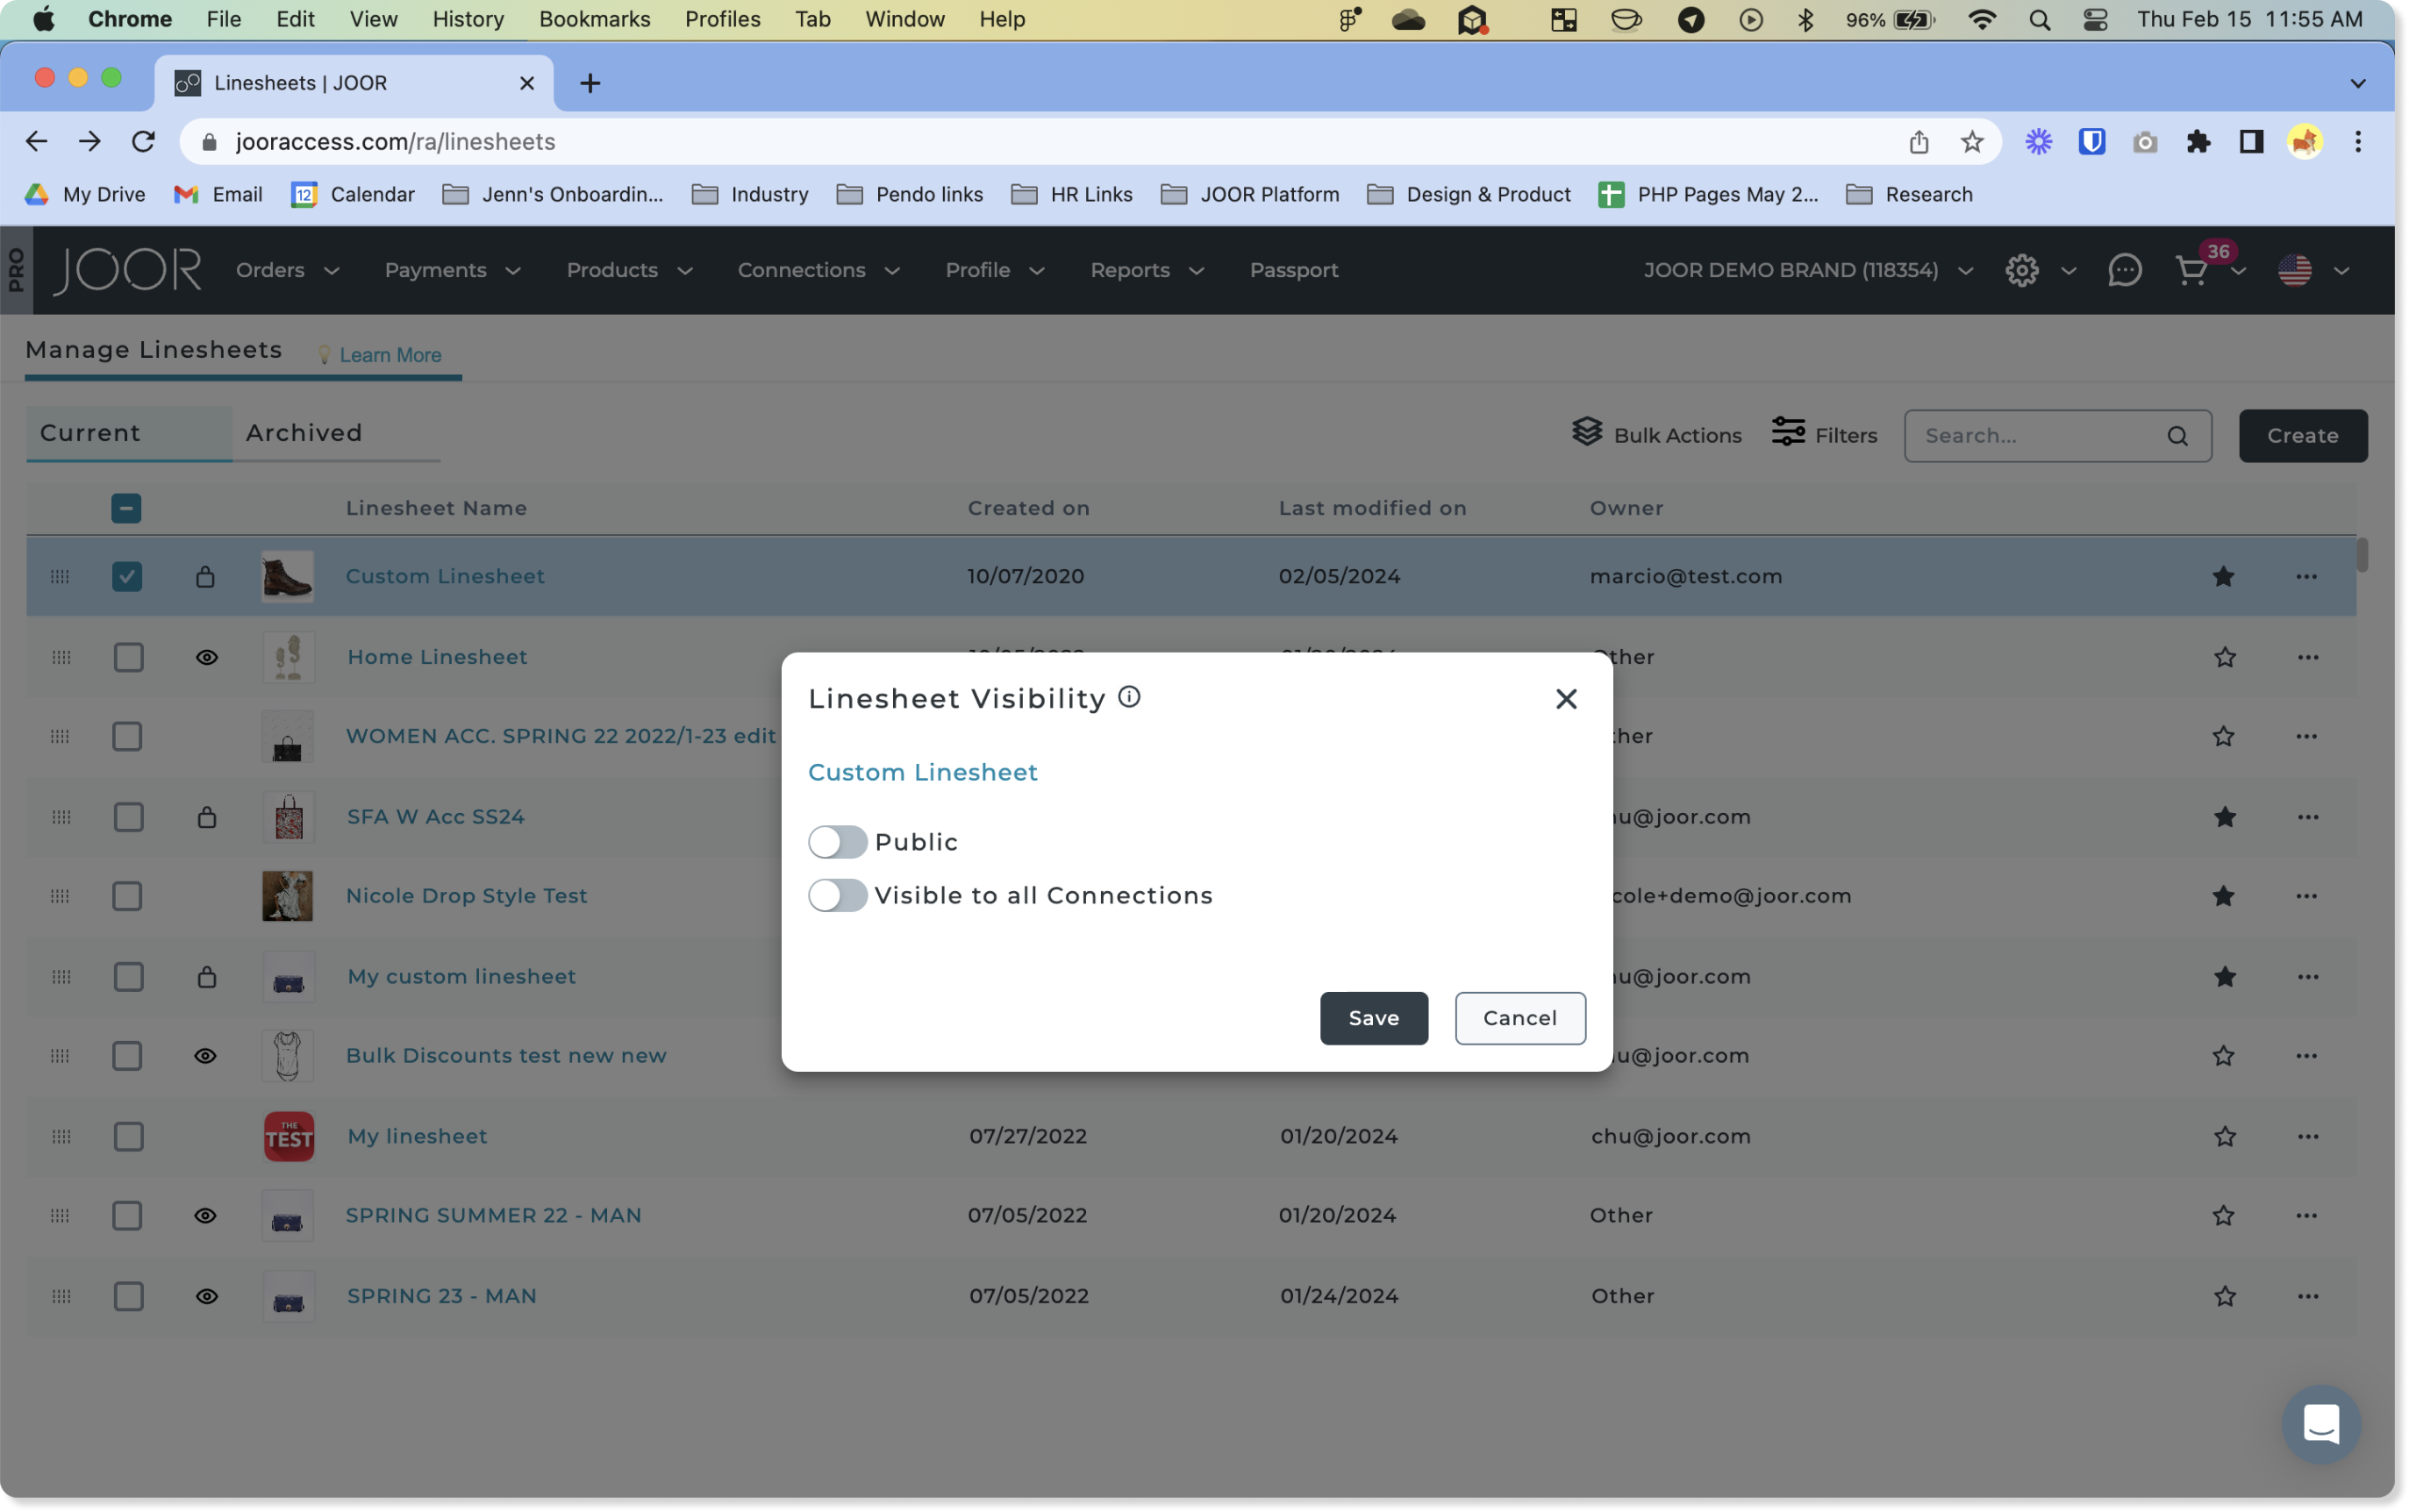 Chrome File Edit View History Bookmarks Profiles Tab Window Help 96% Thu Feb 15 11:55 AM
Linesheets | JOOR
jooraccess.com/ra/linesheets
My Drive Email 12 Calendar Jenn's Onboardin... Industry Pendo links HR Links JOOR Platform Design & Product PHP Pages May 2... Research
PRO JOOR Orders Payments Products Connections Profile Reports Passport JOOR DEMO BRAND (118354) 36
Manage Linesheets Learn More
Current Archived Bulk Actions Filters Search... Create
Linesheet Name Created on Last modified on Owner
Custom Linesheet 10/07/2020 02/05/2024 marcio@test.com
Home Linesheet ther
WOMEN ACC. SPRING 22 2022/1-23 edit her
Linesheet Visibility
Custom Linesheet
Public
Visible to all Connections
Save Cancel
SFA W Acc SS24 u@joor.com
Nicole Drop Style Test cole+demo@joor.com
My custom linesheet u@joor.com
Bulk Discounts test new new u@joor.com
THE
TEST
My linesheet 07/27/2022 01/20/2024 chu@joor.com
SPRING SUMMER 22 - MAN 07/05/2022 01/20/2024 Other
SPRING 23 - MAN 07/05/2022 01/24/2024 Other